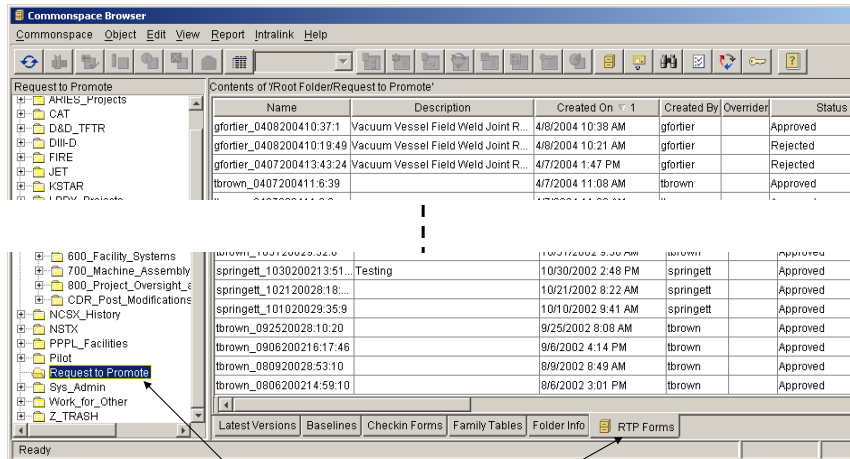 Commonspace Browser
Commonspace Object Edit View Report Intralink Help
Request to Promote
Contents of '/Root Folder/Request to Promote'
ARIES_Projects
CAT
D&D_TFTR
DIII-D
FIRE
JET
KSTAR
Name Description Created On 1 Created By Overrider Status
gfortier_0408200410:37:1 Vacuum Vessel Field Weld Joint R... 4/8/2004 10:38 AM gfortier Approved
gfortier_0408200410:19:49 Vacuum Vessel Field Weld Joint R... 4/8/2004 10:21 AM gfortier Rejected
gfortier_0407200413:43:24 Vacuum Vessel Field Weld Joint R... 4/7/2004 1:47 PM gfortier Rejected
tbrown_0407200411:6:39 4/7/2004 11:08 AM tbrown Approved
600_Facility_Systems
700_Machine_Assembly
800_Project_Oversight_a
CDR_Post_Modifications
NCSX_History
NSTX
PPPL_Facilities
Pilot
Request to Promote
Sys_Admin
Work_for_Other
Z_TRASH
springett_1030200213:51... Testing 10/30/2002 2:48 PM springett Approved
springett_102120028:18:... 10/21/2002 8:22 AM springett Approved
springett_101020029:35:9 10/10/2002 9:41 AM springett Approved
tbrown_092520028:10:20 9/25/2002 8:08 AM tbrown Approved
tbrown_0906200216:17:46 9/6/2002 4:14 PM tbrown Approved
tbrown_080920028:53:10 8/9/2002 8:49 AM tbrown Approved
tbrown_0806200214:59:10 8/6/2002 3:01 PM tbrown Approved
Latest Versions Baselines Checkin Forms Family Tables Folder Info RTP Forms
Ready